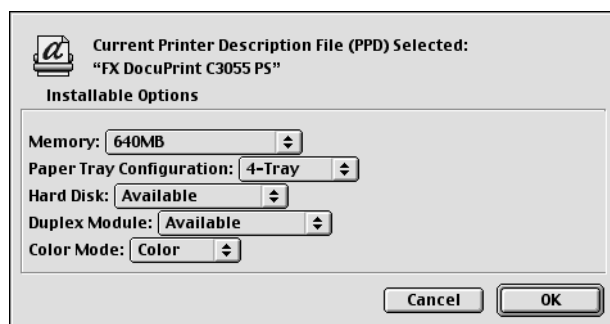 Current Printer Description File (PPD) Selected:
“FX DocuPrint C3055 PS”
Installable Options
Memory: 640MB
Paper Tray Configuration: 4-Tray
Hard Disk: Available
Duplex Module: Available
Color Mode: Color
Cancel OK